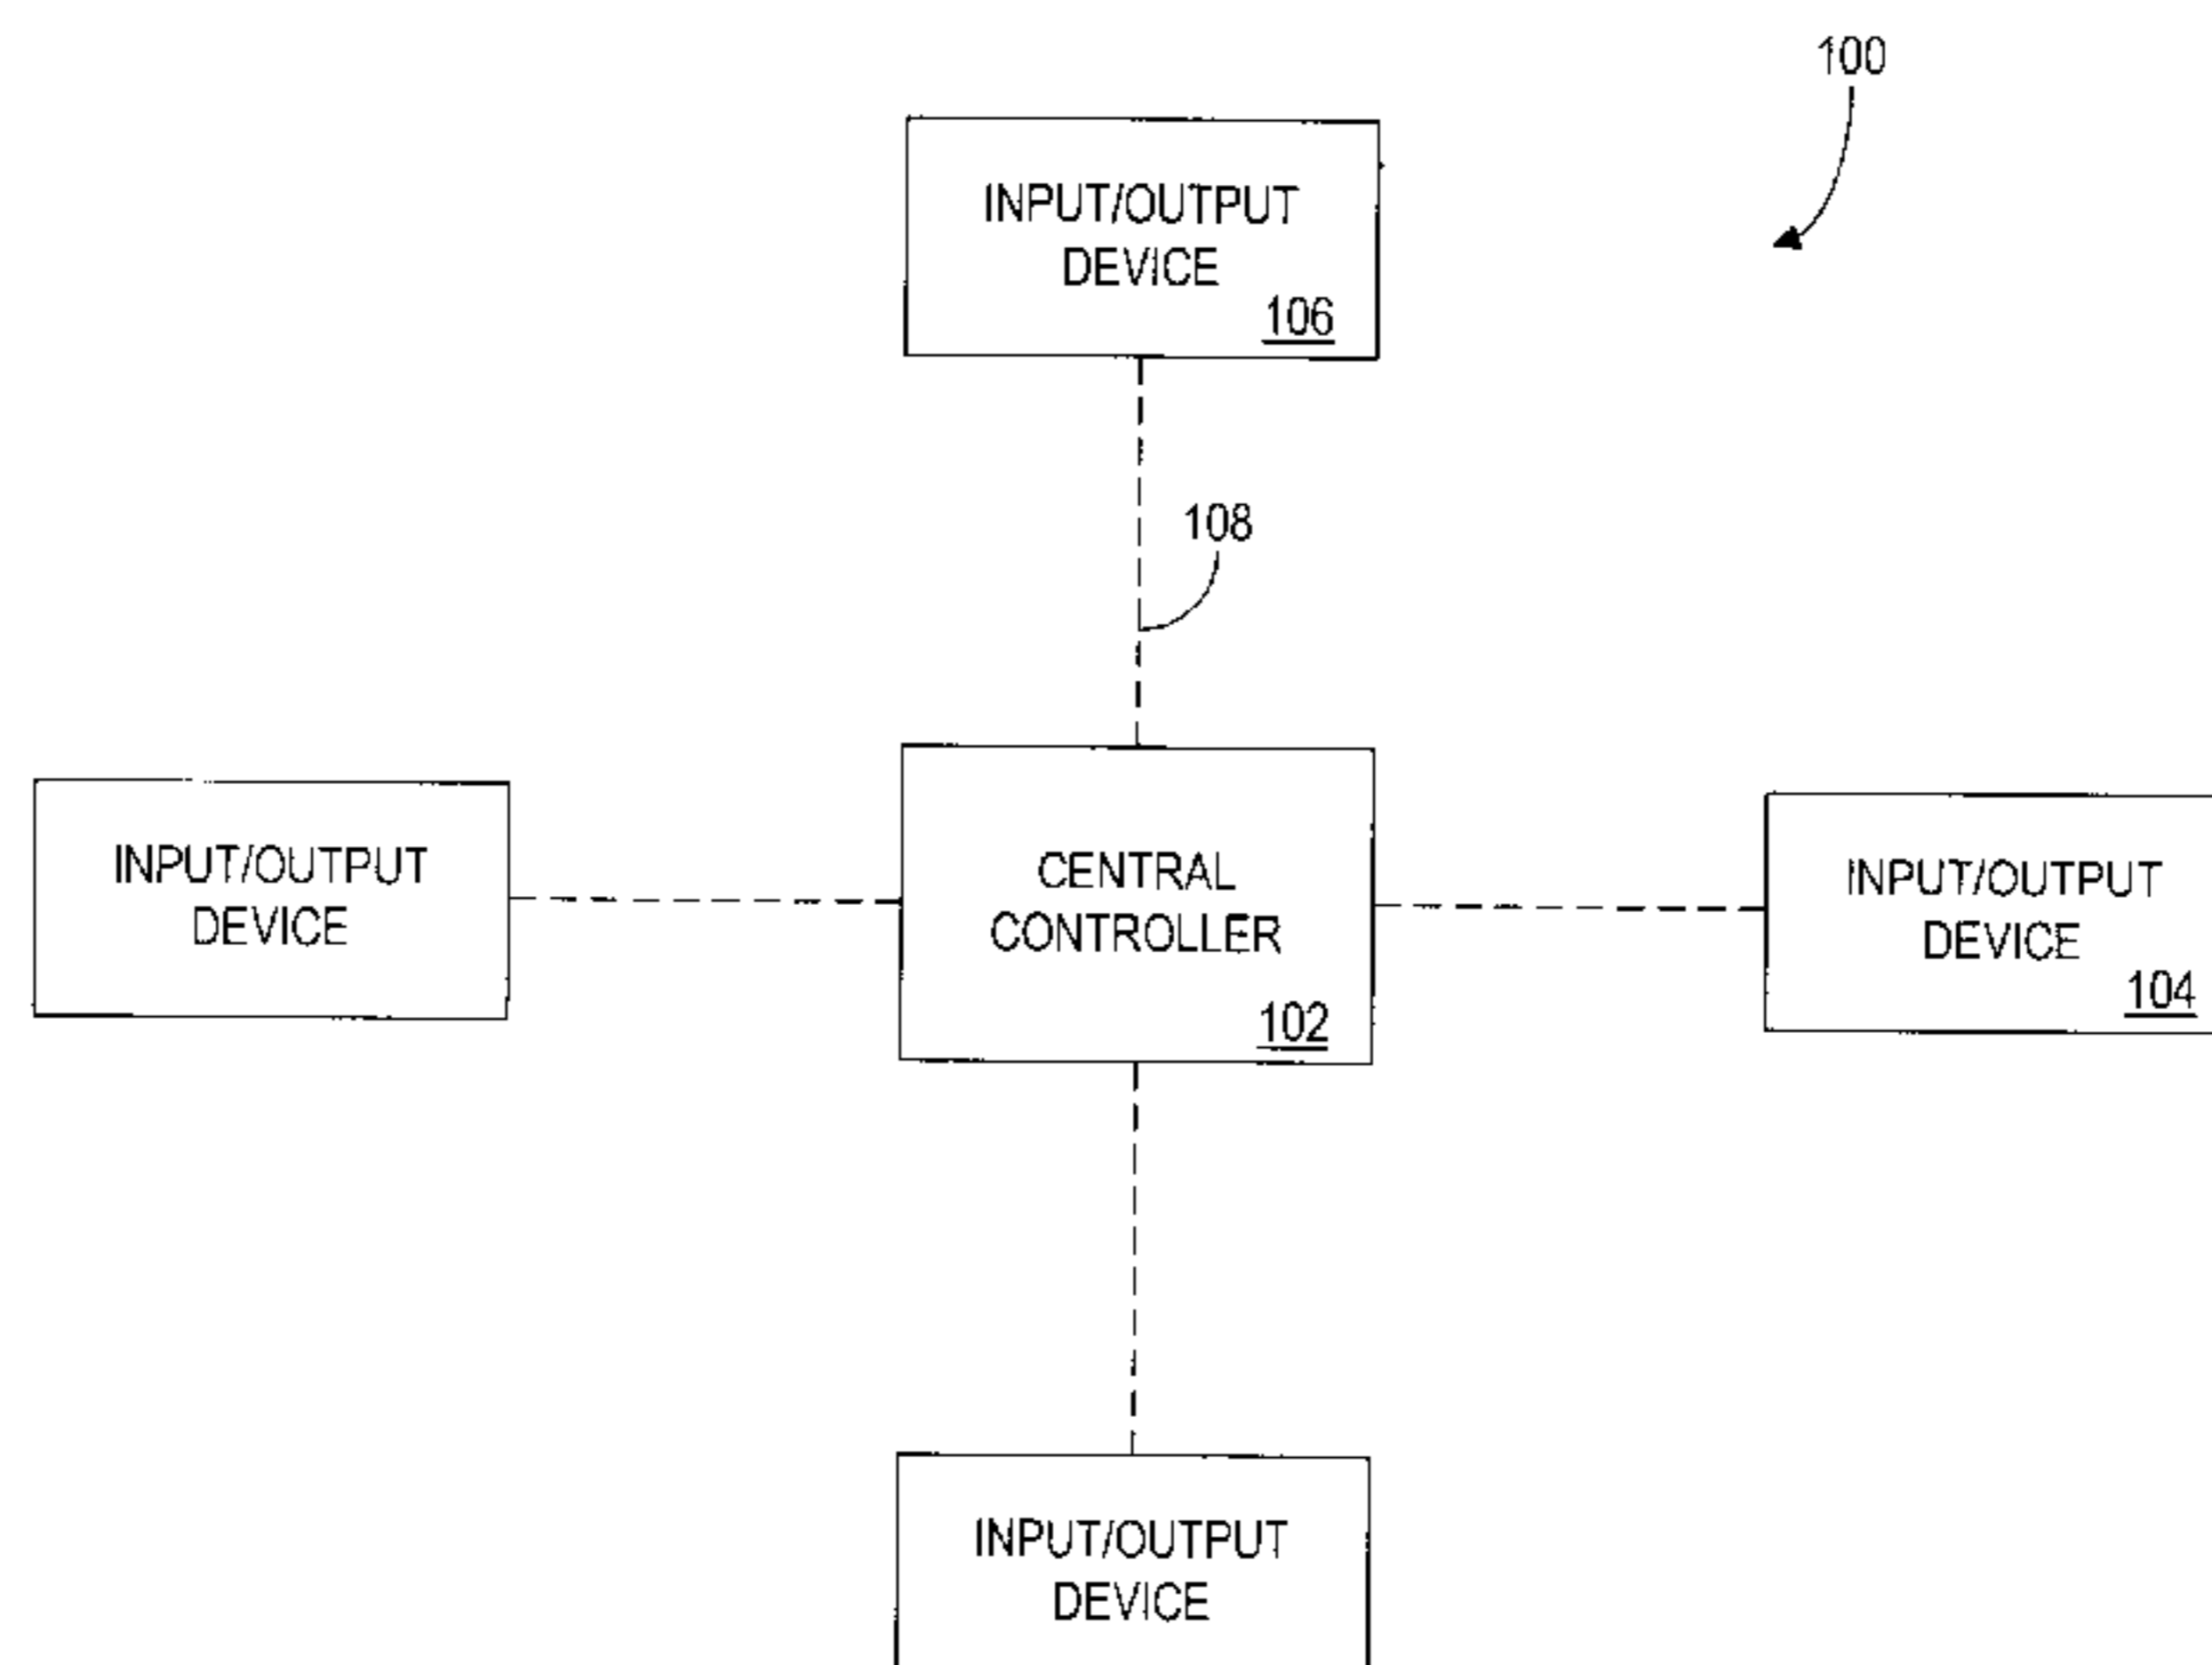 100
INPUT/OUTPUT
DEVICE
106
108
INPUT/OUTPUT
DEVICE
CENTRAL
CONTROLLER
102
INPUT/OUTPUT
DEVICE
104
INPUT/OUTPUT
DEVICE